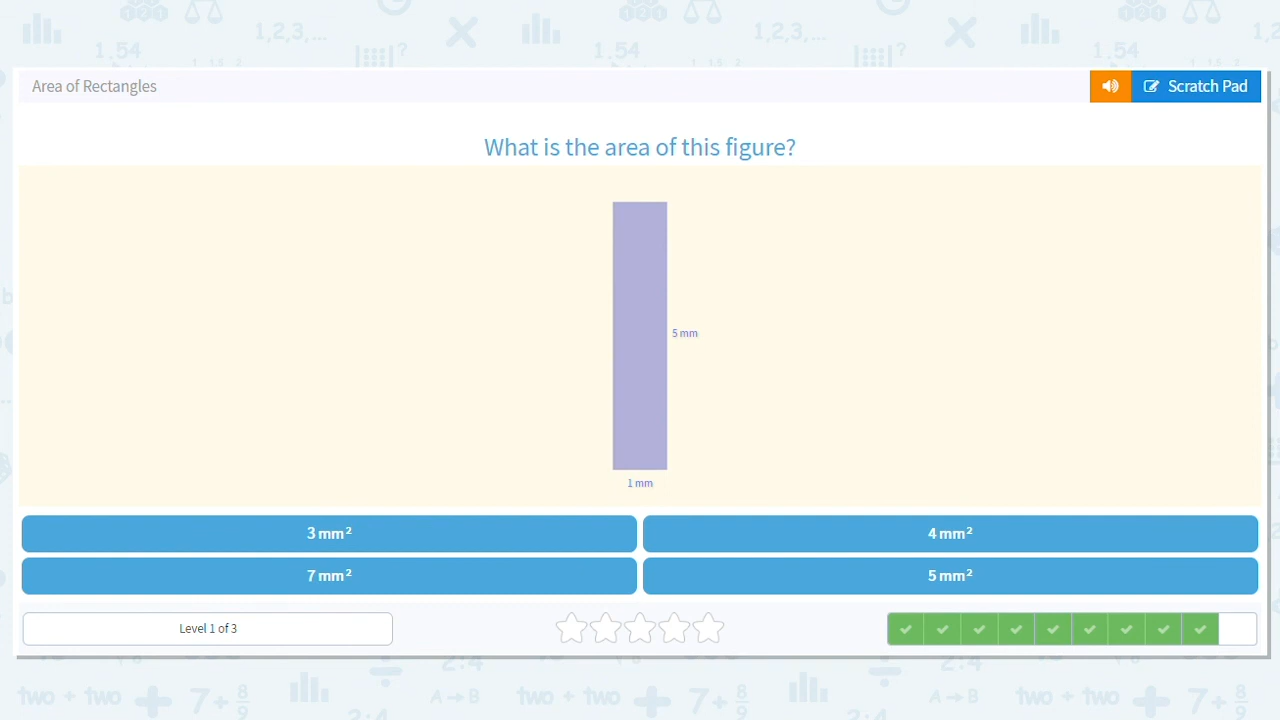 Area of Rectangles
Scratch Pad
What is the area of this figure?
5 mm
1 mm
3 mm²
4 mm²
7 mm²
5 mm²
Level 1 of 3